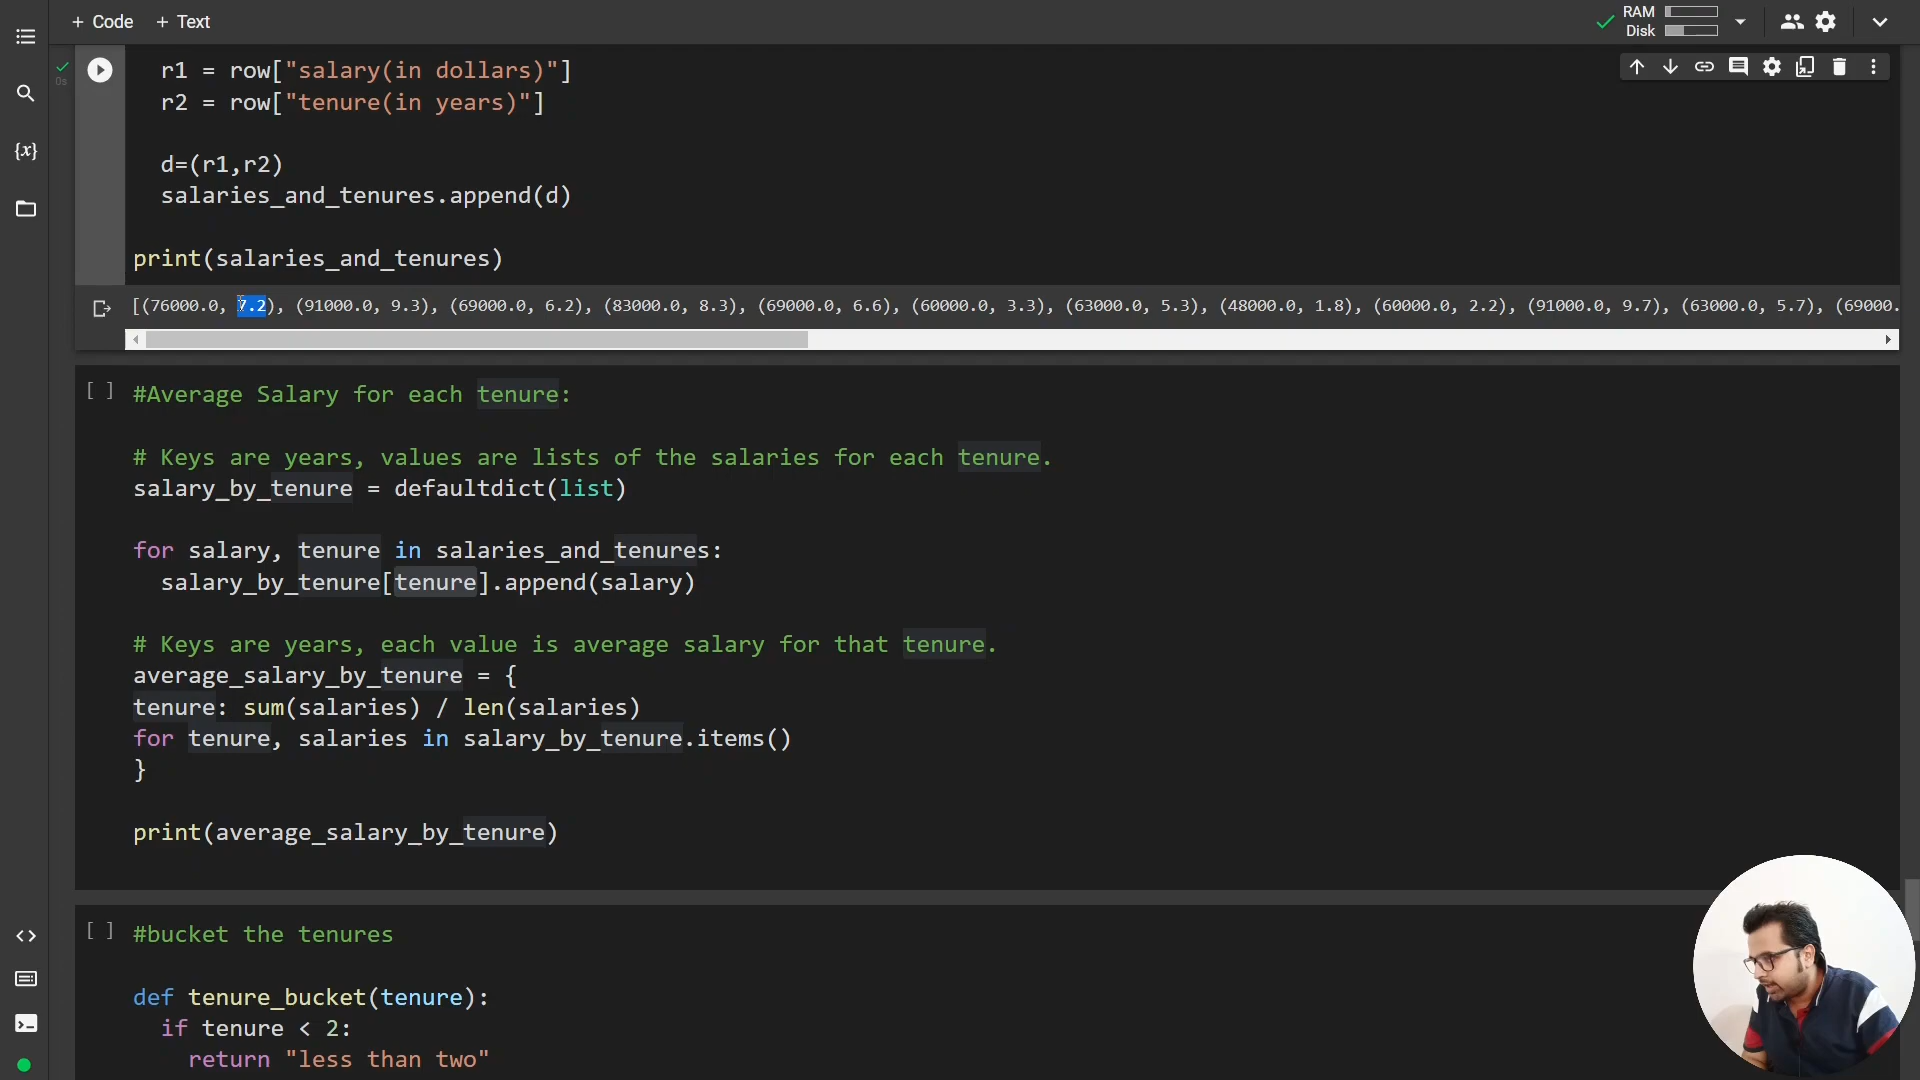 + Code + Text
RAM
Disk
{x}
0s
r1 = row["salary(in dollars)"]
r2 = row["tenure(in years)"]
d=(r1,r2)
salaries_and_tenures.append(d)
print(salaries_and_tenures)
[(76000.0, 7.2), (91000.0, 9.3), (69000.0, 6.2), (83000.0, 8.3), (69000.0, 6.6), (60000.0, 3.3), (63000.0, 5.3), (48000.0, 1.8), (60000.0, 2.2), (91000.0, 9.7), (63000.0, 5.7), (69000.
[ ] #Average Salary for each tenure:
# Keys are years, values are lists of the salaries for each tenure.
salary_by_tenure = defaultdict(list)
for salary, tenure in salaries_and_tenures:
salary_by_tenure[tenure].append(salary)
# Keys are years, each value is average salary for that tenure.
average_salary_by_tenure = {
tenure: sum(salaries) / len(salaries)
for tenure, salaries in salary_by_tenure.items()
}
print(average_salary_by_tenure)
[ ] #bucket the tenures
def tenure_bucket(tenure):
if tenure < 2:
return "less than two"